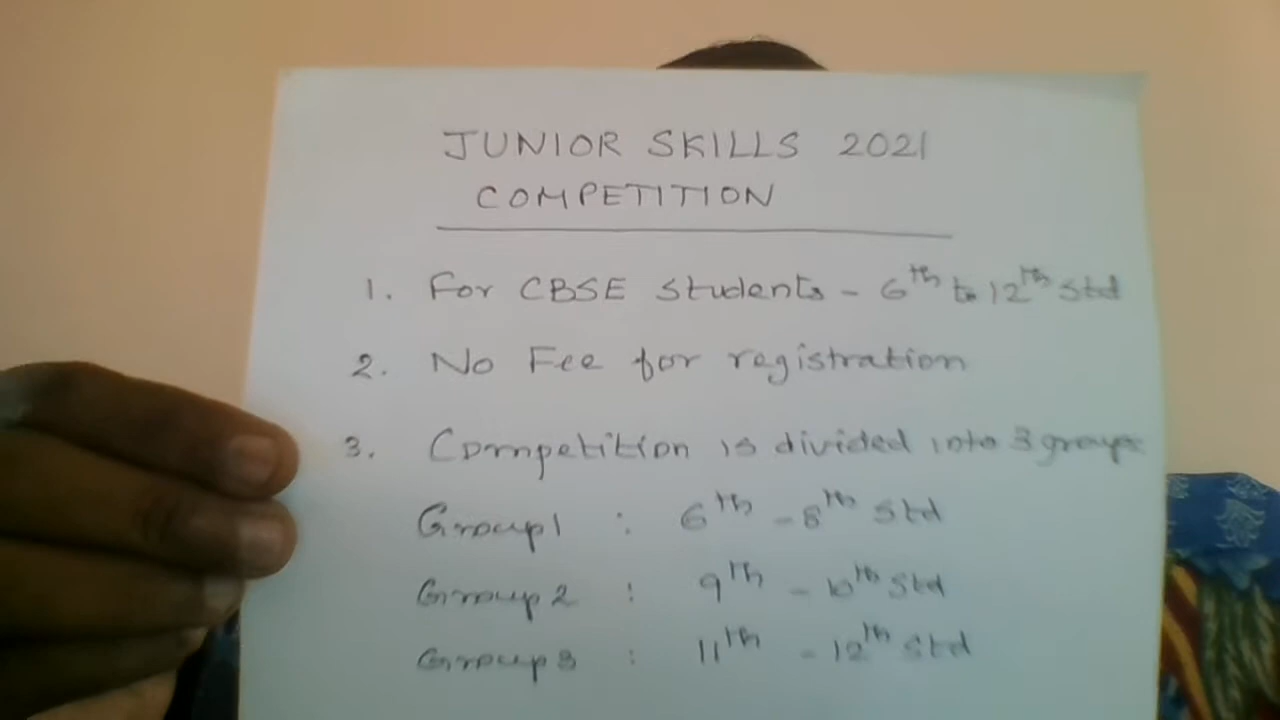 JUNIOR SKILLS 2021
COMPETITION
1. For CBSE students - 6th to 12th std
2. No Fee for registration
3. Competition is divided into 3 groups
Group1 : 6th - 8th std
Group 2 : 9th - 10th std
Group 3 : 11th - 12th std